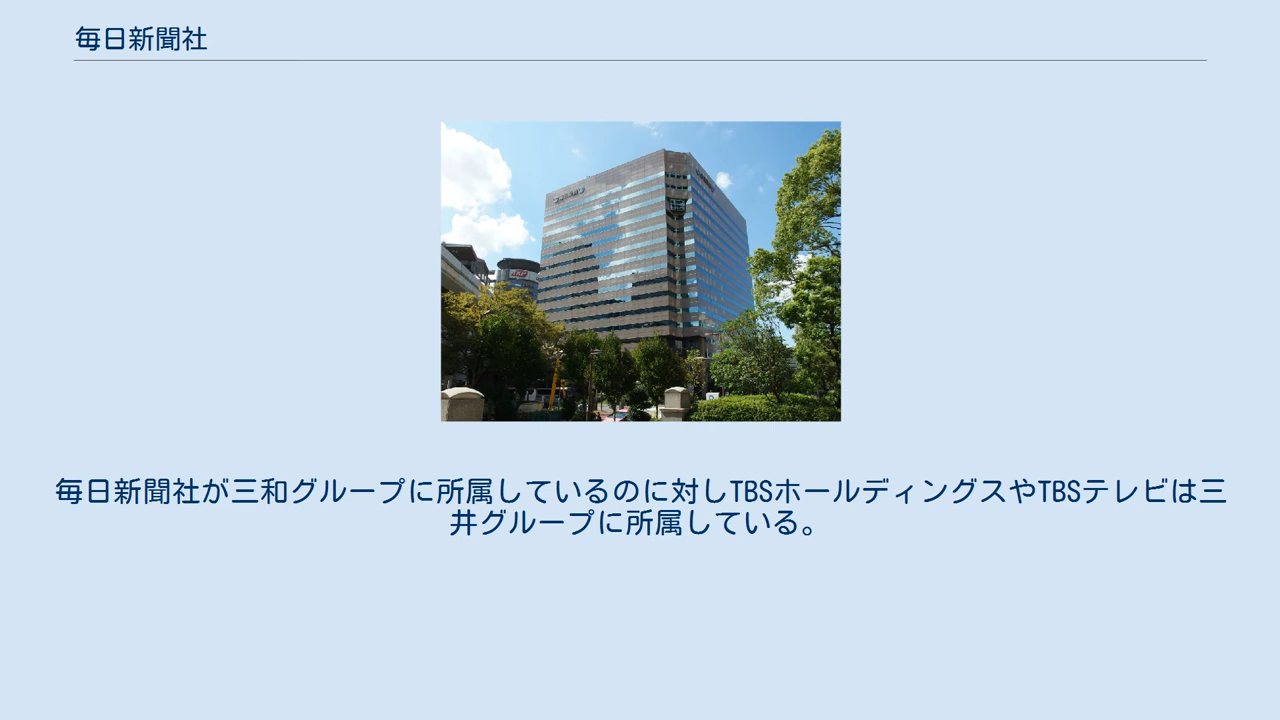 毎日新聞社
毎日新聞社が三和グループに所属しているのに対しTBSホールディングスやTBSテレビは三
井グループに所属している。